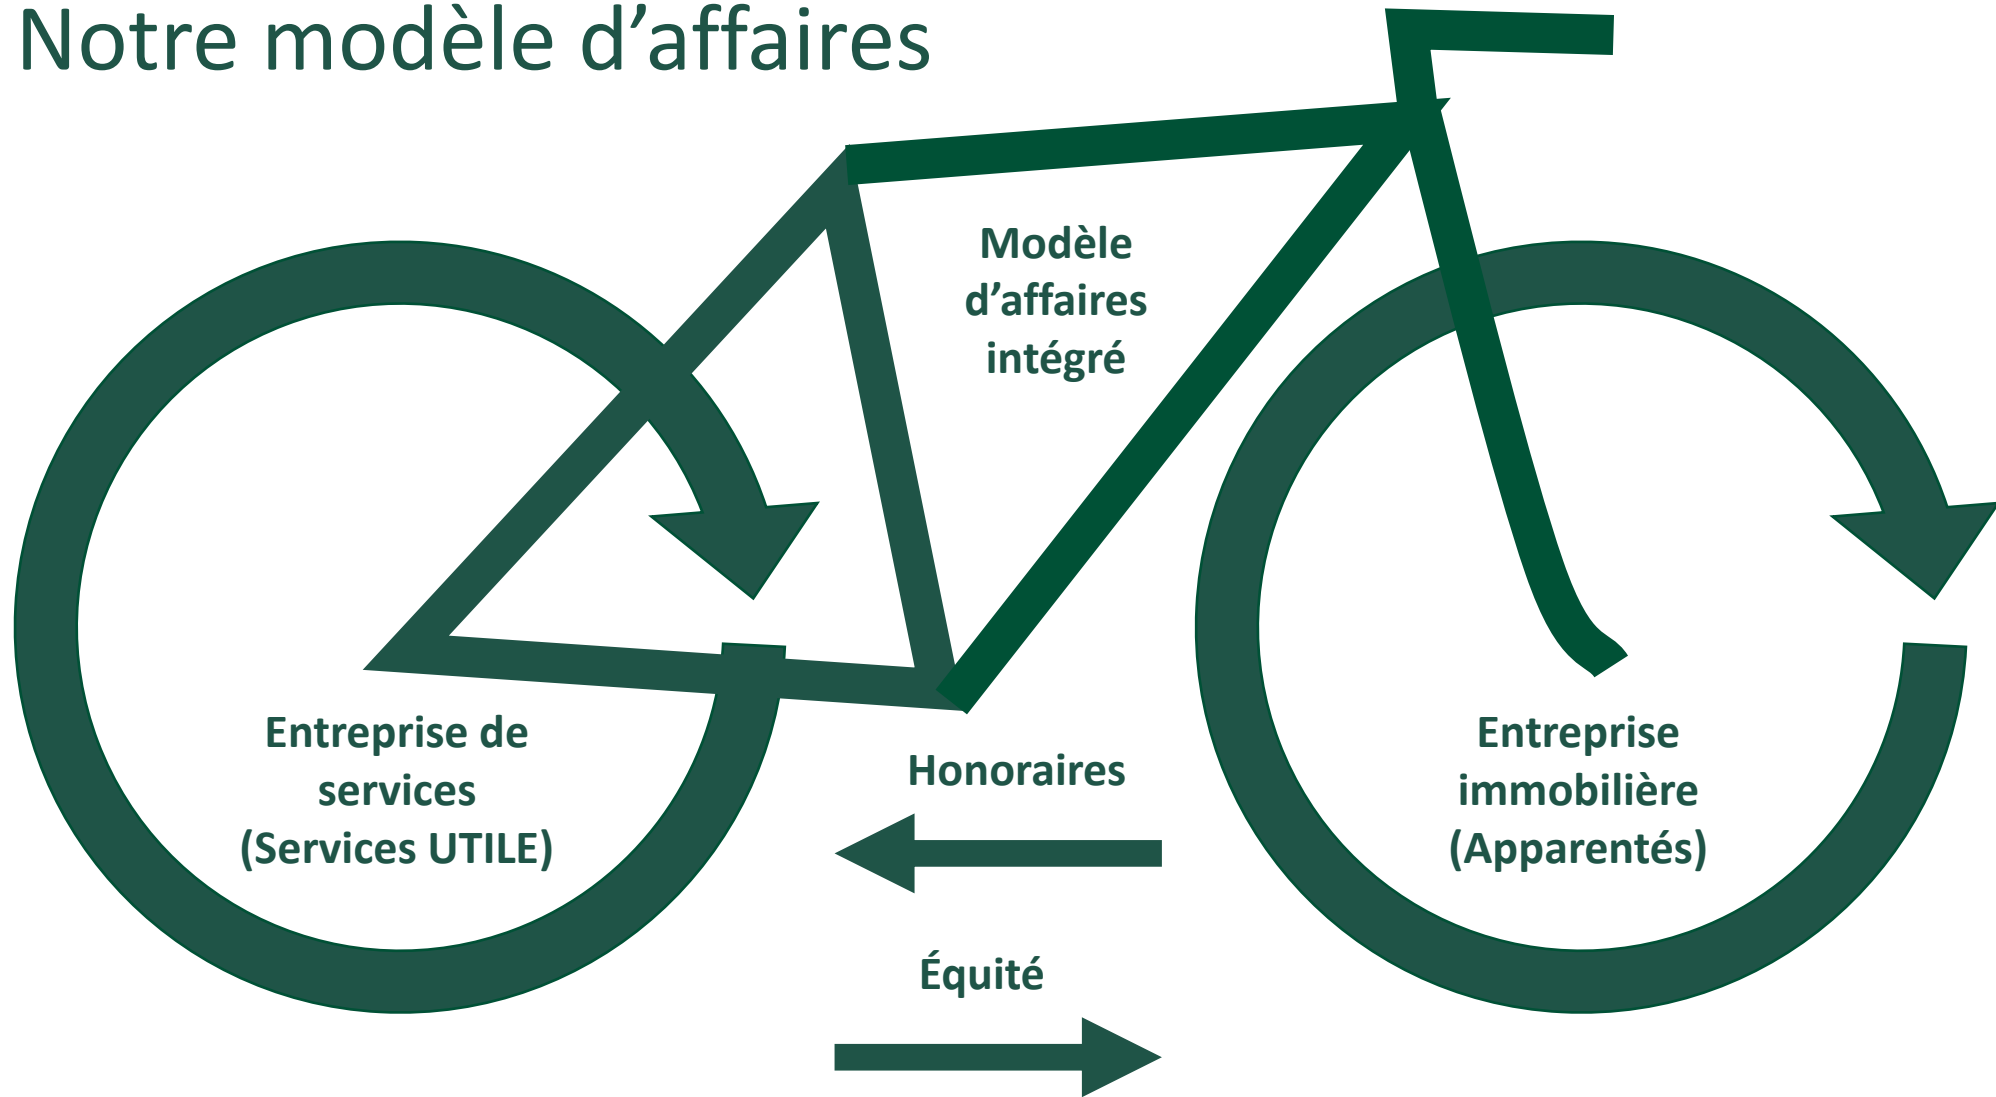 Notre modèle d’affaires
Modèle
d’affaires
intégré
Entreprise de
services
(Services UTILE)
Honoraires
Équité
Entreprise
immobilière
(Apparentés)